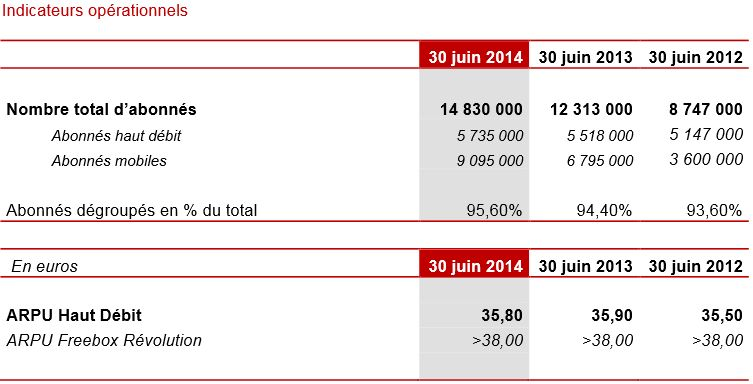 Indicateurs opérationnels
30 juin 2014 30 juin 2013 30 juin 2012
Nombre total d’abonnés 14 830 000 12 313 000 8 747 000
Abonnés haut débit 5 735 000 5 518 000 5 147 000
Abonnés mobiles 9 095 000 6 795 000 3 600 000
Abonnés dégroupés en % du total 95,60% 94,40% 93,60%
En euros 30 juin 2014 30 juin 2013 30 juin 2012
ARPU Haut Débit 35,80 35,90 35,50
ARPU Freebox Révolution >38,00 >38,00 >38,00